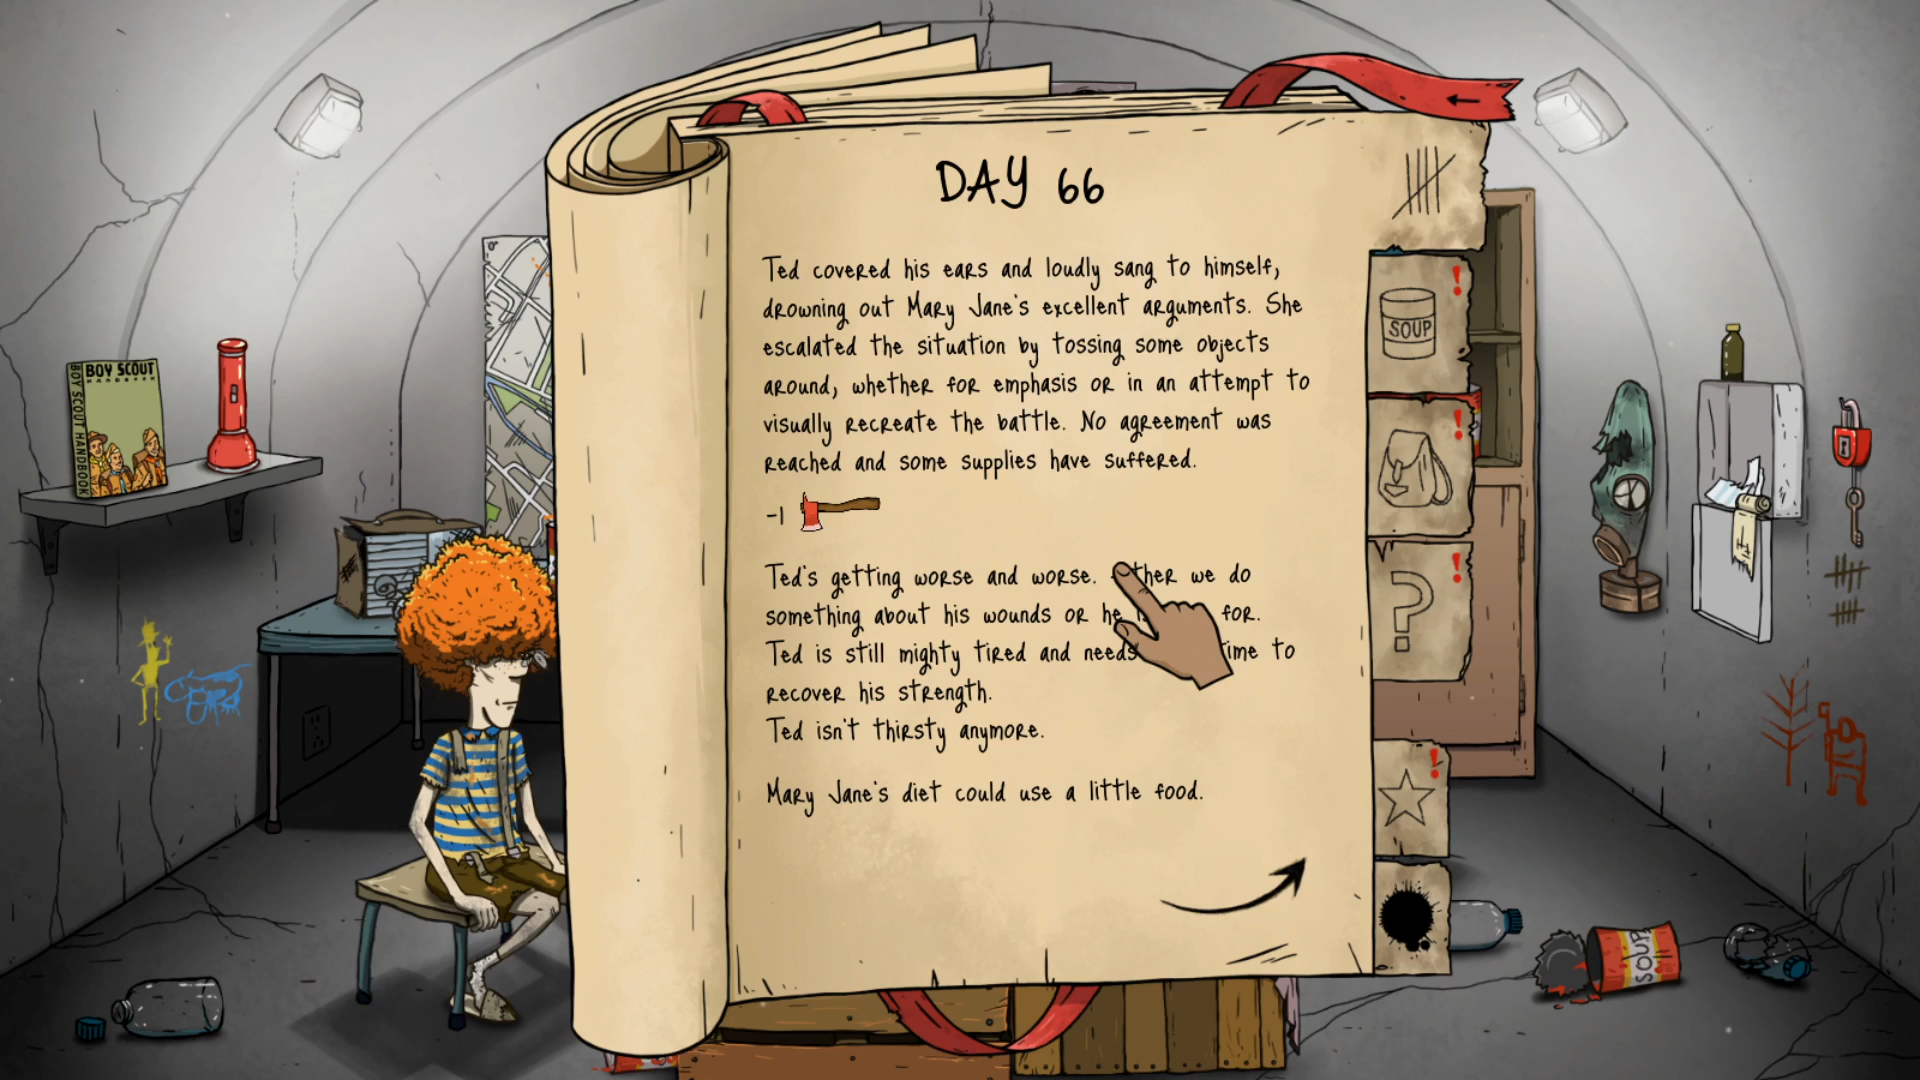 DAY 66
Ted covered his ears and loudly sang to himself,
drowning out Mary Jane's excellent arguments. She
escalated the situation by tossing some objects
around, whether for emphasis or in an attempt to
visually recreate the battle. No agreement was
reached and some supplies have suffered.
-1
Ted's getting worse and worse. we do
something about his wounds or he for.
Ted is still mighty tired and needs time to
recover his strength.
Ted isn't thirsty anymore.
Mary Jane's diet could use a little food.
SOUP
BOY SCOUT
HANDBOOK
BOY SCOUT HANDBOOK
SOUP